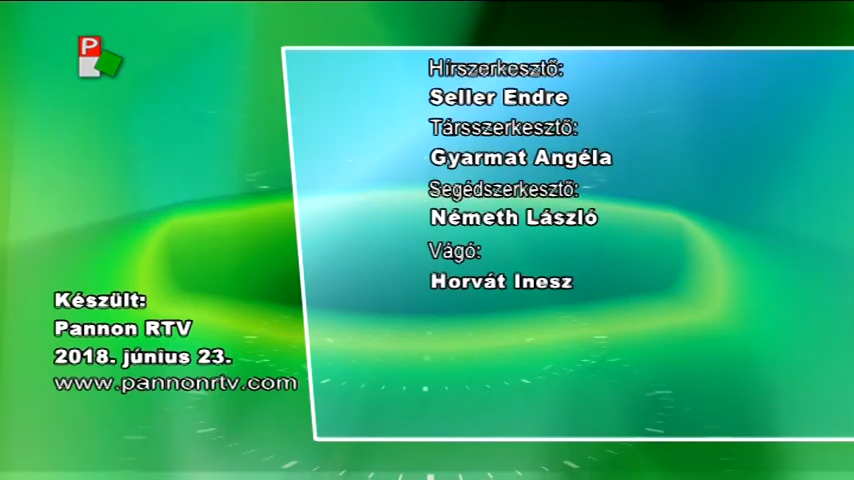 P
Hírszerkesztő:
Seller Endre
Társszerkesztő:
Gyarmat Angéla
Segédszerkesztő:
Németh László
Vágó:
Horvát Inesz
Készült:
Pannon RTV
2018. június 23.
www.pannonrtv.com